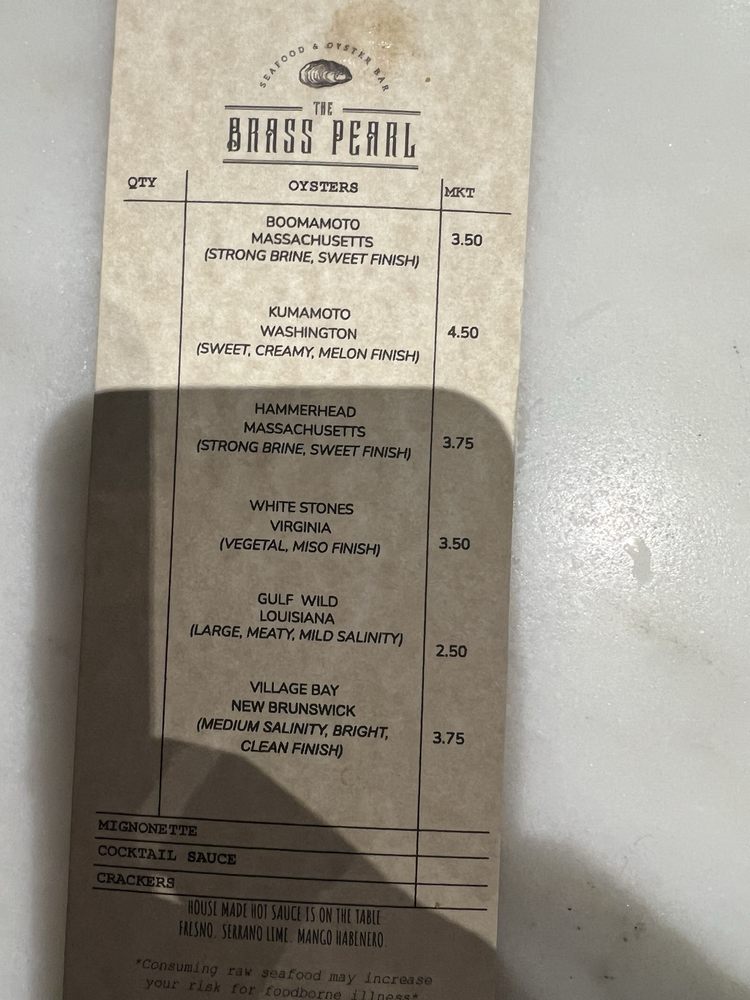 SEAFOOD & OYSTER BAR
THE
BRASS PEARL
QTY OYSTERS MKT
BOOMAMOTO
MASSACHUSETTS 3.50
(STRONG BRINE, SWEET FINISH)
KUMAMOTO
WASHINGTON 4.50
(SWEET, CREAMY, MELON FINISH)
HAMMERHEAD
MASSACHUSETTS
(STRONG BRINE, SWEET FINISH) 3.75
WHITE STONES
VIRGINIA
(VEGETAL, MISO FINISH) 3.50
GULF WILD
LOUISIANA
(LARGE, MEATY, MILD SALINITY)
2.50
VILLAGE BAY
NEW BRUNSWICK
(MEDIUM SALINITY, BRIGHT, 3.75
CLEAN FINISH)
MIGNONETTE
COCKTAIL SAUCE
CRACKERS
HOUSE MADE HOT SAUCE IS ON THE TABLE
FRESNO. SERRANO LIME. MANGO HABENERO.
*Consuming raw seafood may increase
your risk for foodborne illness*